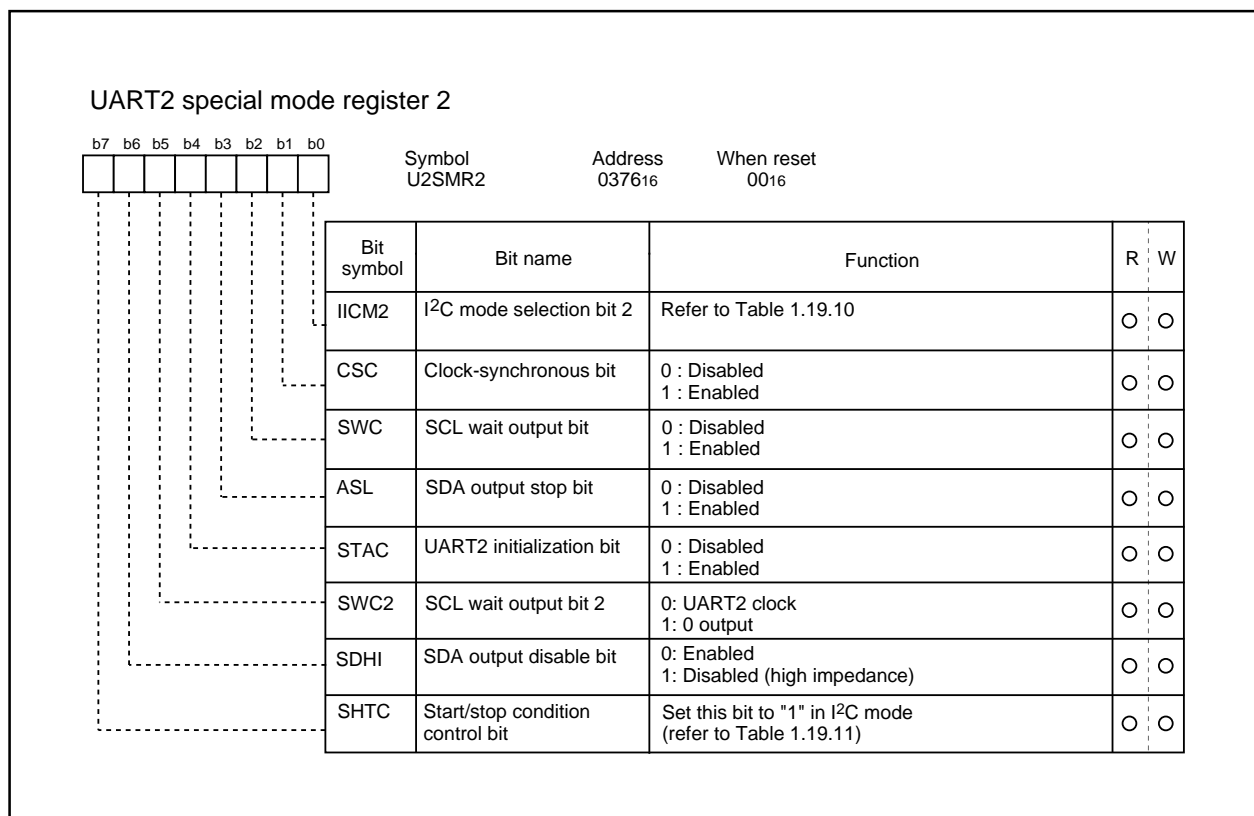 UART2 special mode register 2
b7 b6 b5 b4 b3 b2 b1 b0
Symbol Address When reset
U2SMR2 037616 0016
Bit symbol Bit name Function R W
IICM2 I2C mode selection bit 2 Refer to Table 1.19.10
CSC Clock-synchronous bit 0 : Disabled
1 : Enabled
SWC SCL wait output bit 0 : Disabled
1 : Enabled
ASL SDA output stop bit 0 : Disabled
1 : Enabled
STAC UART2 initialization bit 0 : Disabled
1 : Enabled
SWC2 SCL wait output bit 2 0: UART2 clock
1: 0 output
SDHI SDA output disable bit 0: Enabled
1: Disabled (high impedance)
SHTC Start/stop condition Set this bit to "1" in I2C mode
control bit (refer to Table 1.19.11)